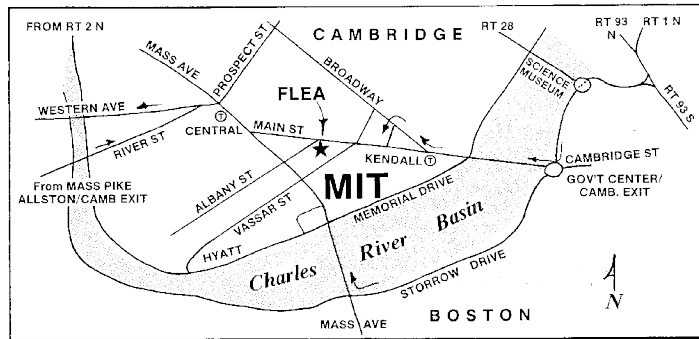 FROM RT 2 N
MASS AVE
PROSPECT ST
CAMBRIDGE
RT 28
RT 93
N
RT 1 N
BROADWAY
SCIENCE
MUSEUM
RT 93 S
WESTERN AVE
FLEA
RIVER ST
T
CENTRAL
MAIN ST
KENDALL
T
CAMBRIDGE ST
GOV'T CENTER/
CAMB. EXIT
From MASS PIKE
ALLSTON/CAMB EXIT
ALBANY ST
VASSAR ST
MIT
MEMORIAL DRIVE
HYATT
Charles River Basin
STORROW DRIVE
MASS AVE
BOSTON
N